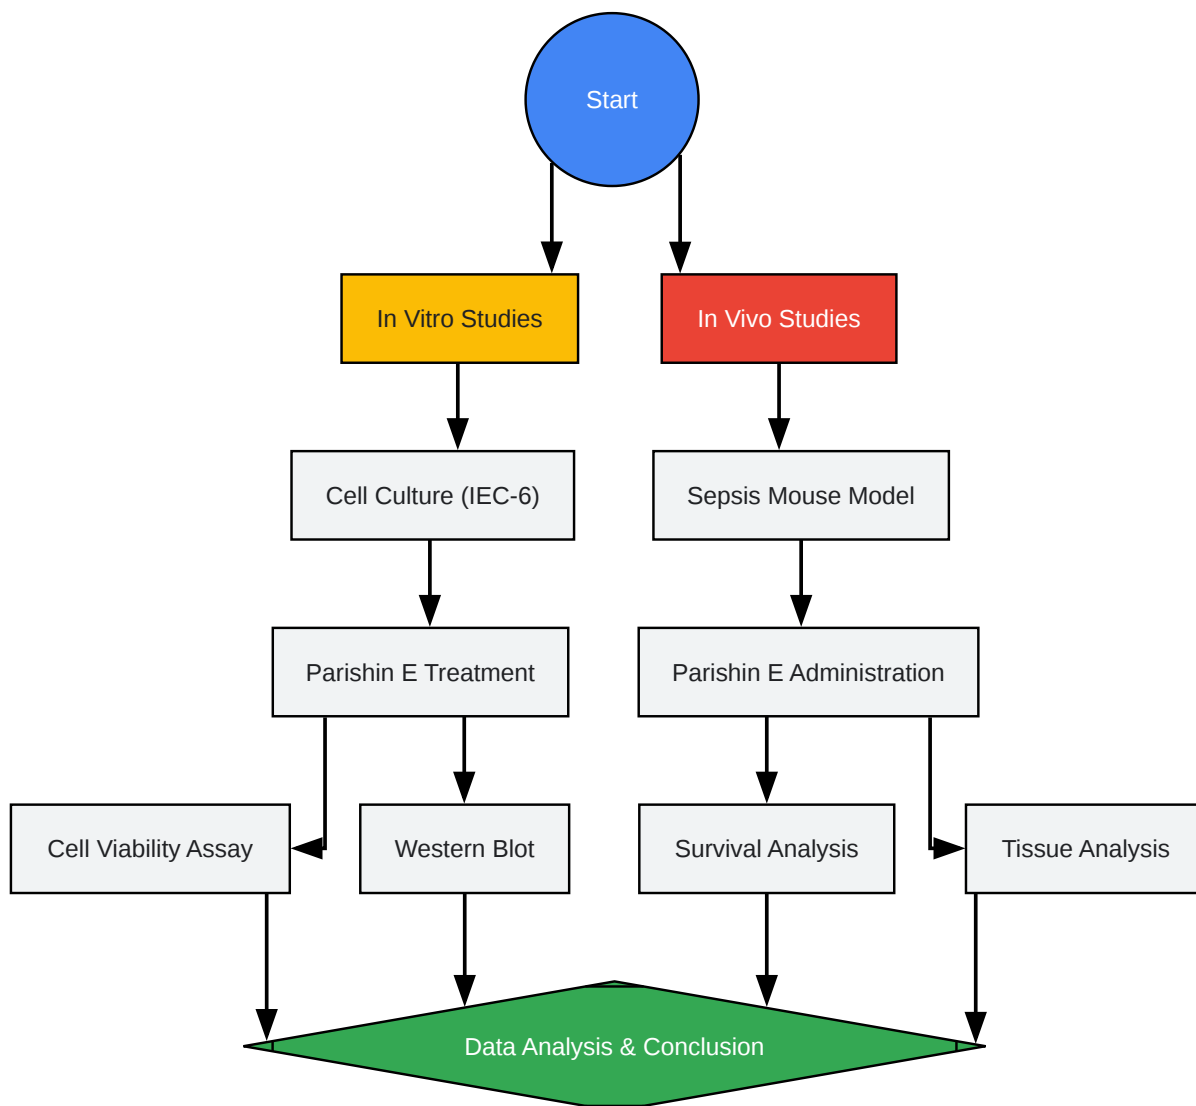 Start
In Vitro Studies
In Vivo Studies
Cell Culture (IEC-6)
Sepsis Mouse Model
Parishin E Treatment
Parishin E Administration
Cell Viability Assay
Western Blot
Survival Analysis
Tissue Analysis
Data Analysis & Conclusion